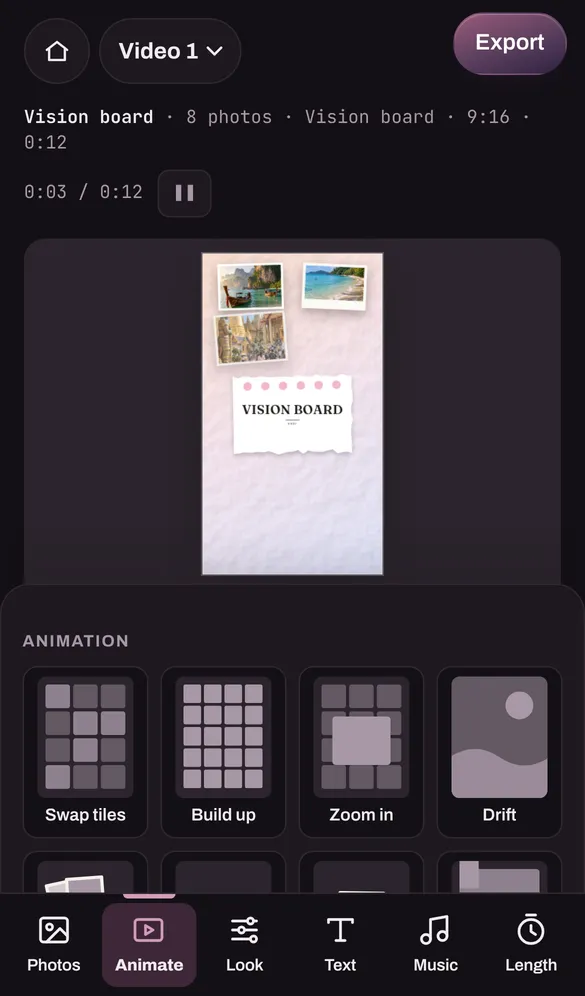 Video 1
Export
Vision board · 8 photos · Vision board · 9:16 ·
0:12
0:03 / 0:12
VISION BOARD
ANIMATION
Swap tiles
Build up
Zoom in
Drift
Photos
Animate
Look
Text
Music
Length